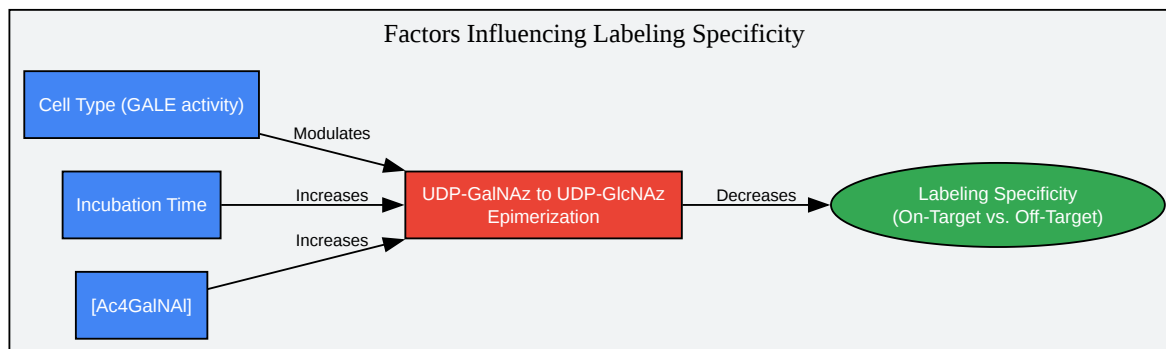 Factors Influencing Labeling Specificity
Cell Type (GALE activity)
Modulates
Incubation Time
Increases
UDP-GalNAz to UDP-GlcNAz
Epimerization
Decreases
Labeling Specificity
(On-Target vs. Off-Target)
Increases
[Ac4GalNAl]